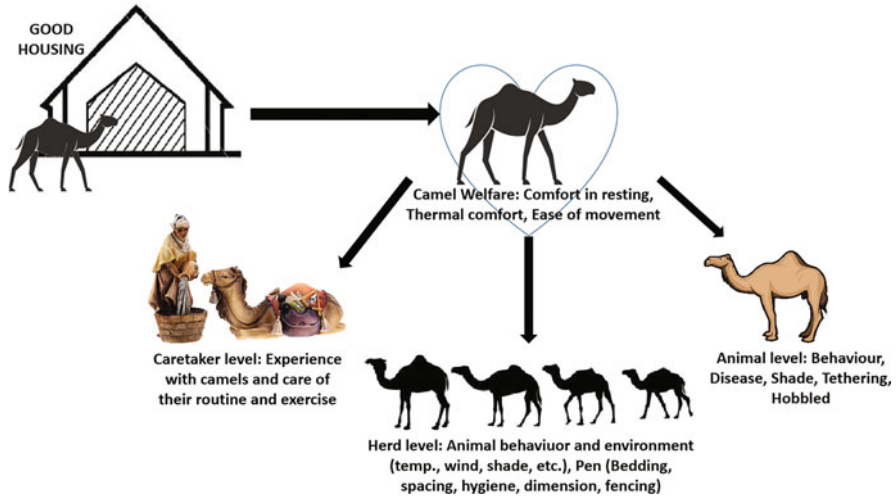 GOOD
HOUSING
Camel Welfare: Comfort in resting,
Thermal comfort, Ease of movement
Caretaker level: Experience
with camels and care of
their routine and exercise
Herd level: Animal behaviuor and environment
(temp., wind, shade, etc.), Pen (Bedding,
spacing, hygiene, dimension, fencing)
Animal level: Behaviour,
Disease, Shade, Tethering,
Hobbled